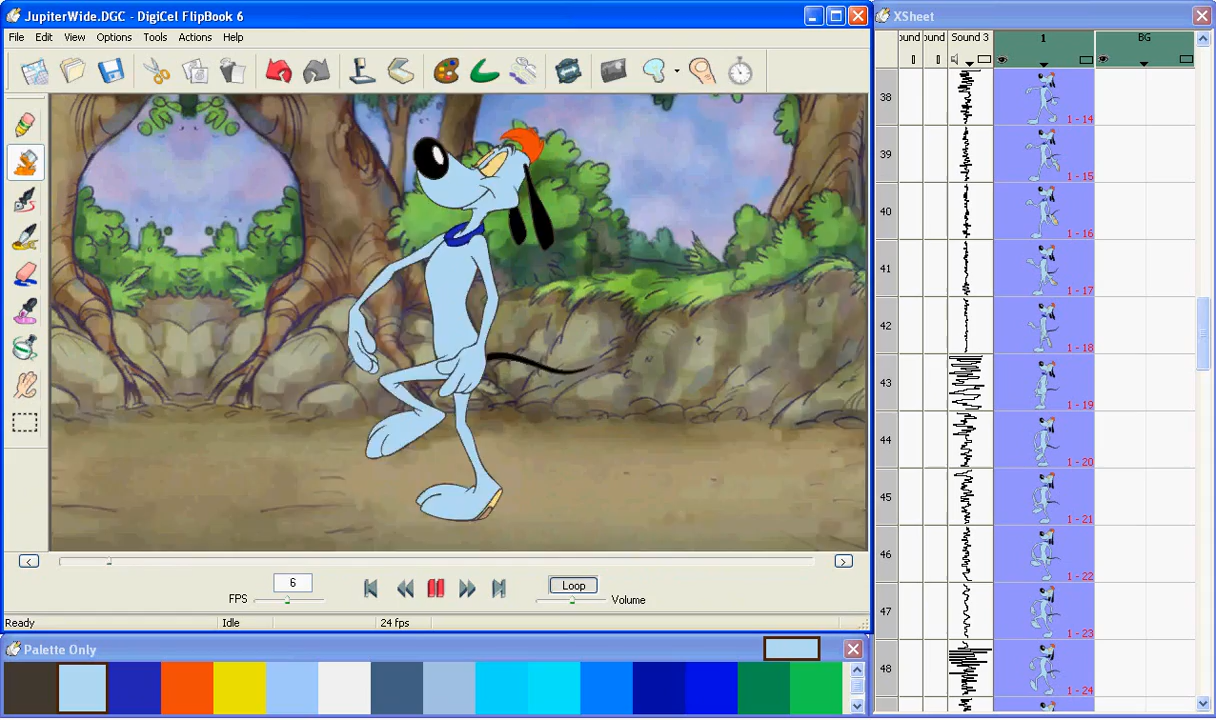 JupiterWide.DGC - DigiCel FlipBook 6
File Edit View Options Tools Actions Help
6
FPS
Loop
Volume
Ready
Idle
24 fps
Palette Only
XSheet
ound
ound
Sound 3
1
BG
38
1 - 14
39
1 - 15
40
1 - 16
41
1 - 17
42
1 - 18
43
1 - 19
44
1 - 20
45
1 - 21
46
1 - 22
47
1 - 23
48
1 - 24